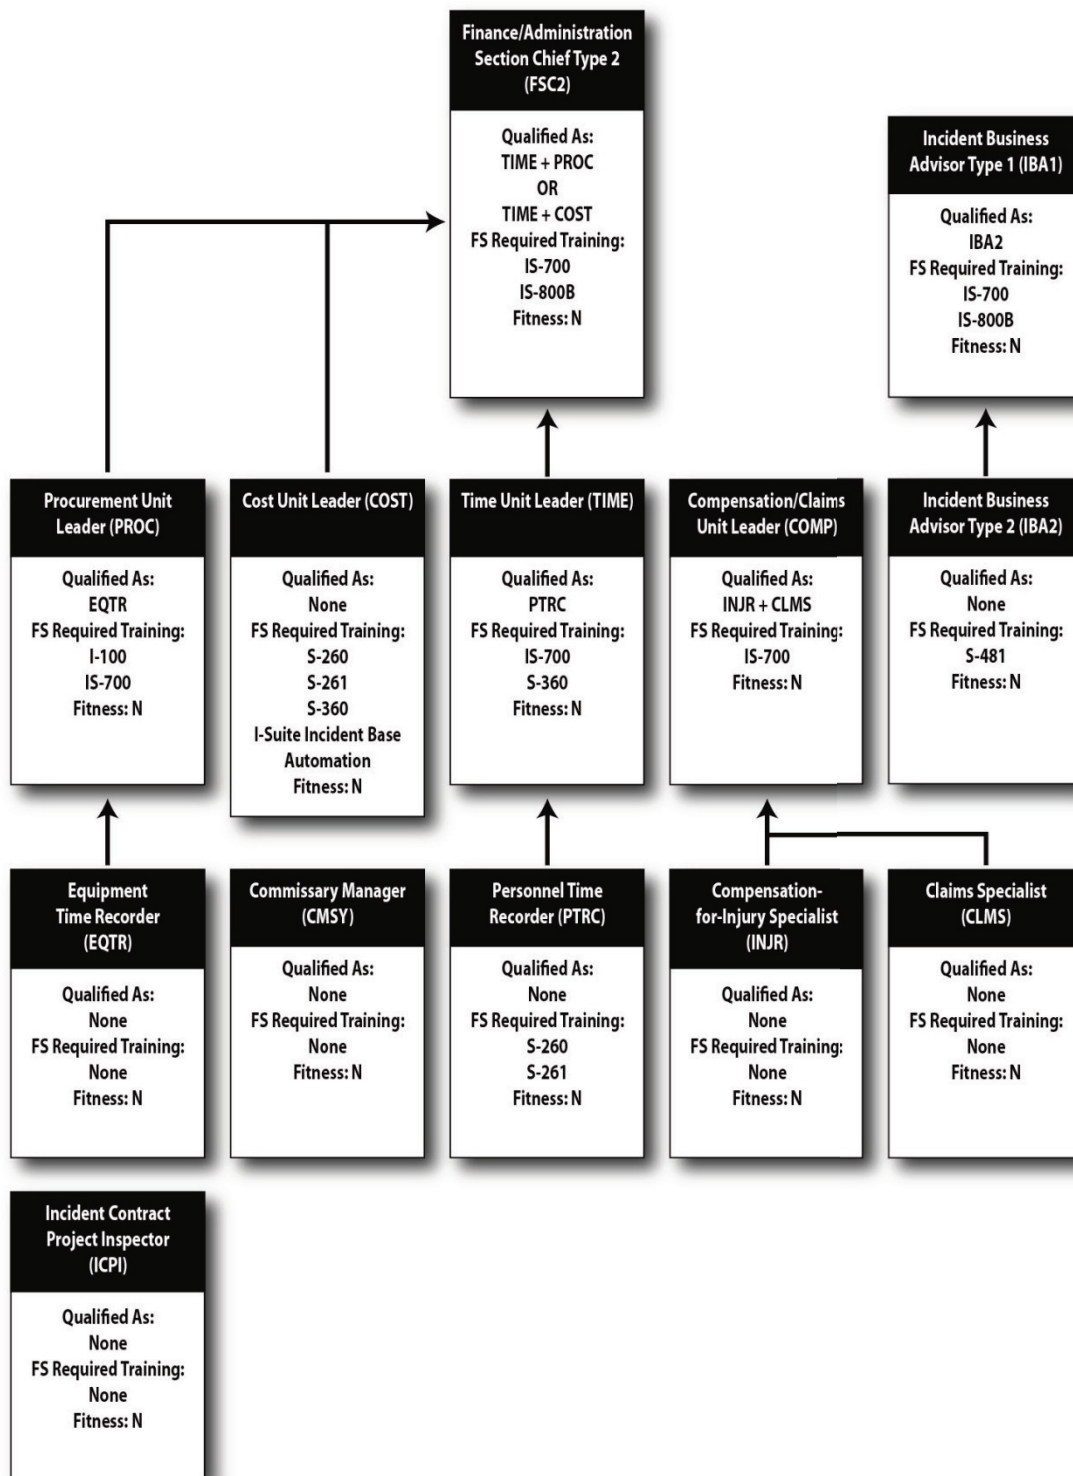 Finance/Administration
Section Chief Type 2
(FSC2)
Qualified As:
TIME + PROC
OR
TIME + COST
FS Required Training:
IS-700
IS-800B
Fitness: N
Incident Business
Advisor Type 1 (IBA1)
Qualified As:
IBA2
FS Required Training:
IS-700
IS-800B
Fitness: N
Procurement Unit
Leader (PROC)
Qualified As:
EQTR
FS Required Training:
I-100
IS-700
Fitness: N
Cost Unit Leader (COST)
Qualified As:
None
FS Required Training:
S-260
S-261
S-360
I-Suite Incident Base
Automation
Fitness: N
Time Unit Leader (TIME)
Qualified As:
PTRC
FS Required Training:
IS-700
S-360
Fitness: N
Compensation/Claims
Unit Leader (COMP)
Qualified As:
INJR + CLMS
FS Required Training:
IS-700
Fitness: N
Incident Business
Advisor Type 2 (IBA2)
Qualified As:
None
FS Required Training:
S-481
Fitness: N
Equipment
Time Recorder
(EQTR)
Qualified As:
None
FS Required Training:
None
Fitness: N
Commissary Manager
(CMSY)
Qualified As:
None
FS Required Training:
None
Fitness: N
Personnel Time
Recorder (PTRC)
Qualified As:
None
FS Required Training:
S-260
S-261
Fitness: N
Compensation-
for-Injury Specialist
(INJR)
Qualified As:
None
FS Required Training:
None
Fitness: N
Claims Specialist
(CLMS)
Qualified As:
None
FS Required Training:
None
Fitness: N
Incident Contract
Project Inspector
(ICPI)
Qualified As:
None
FS Required Training:
None
Fitness: N